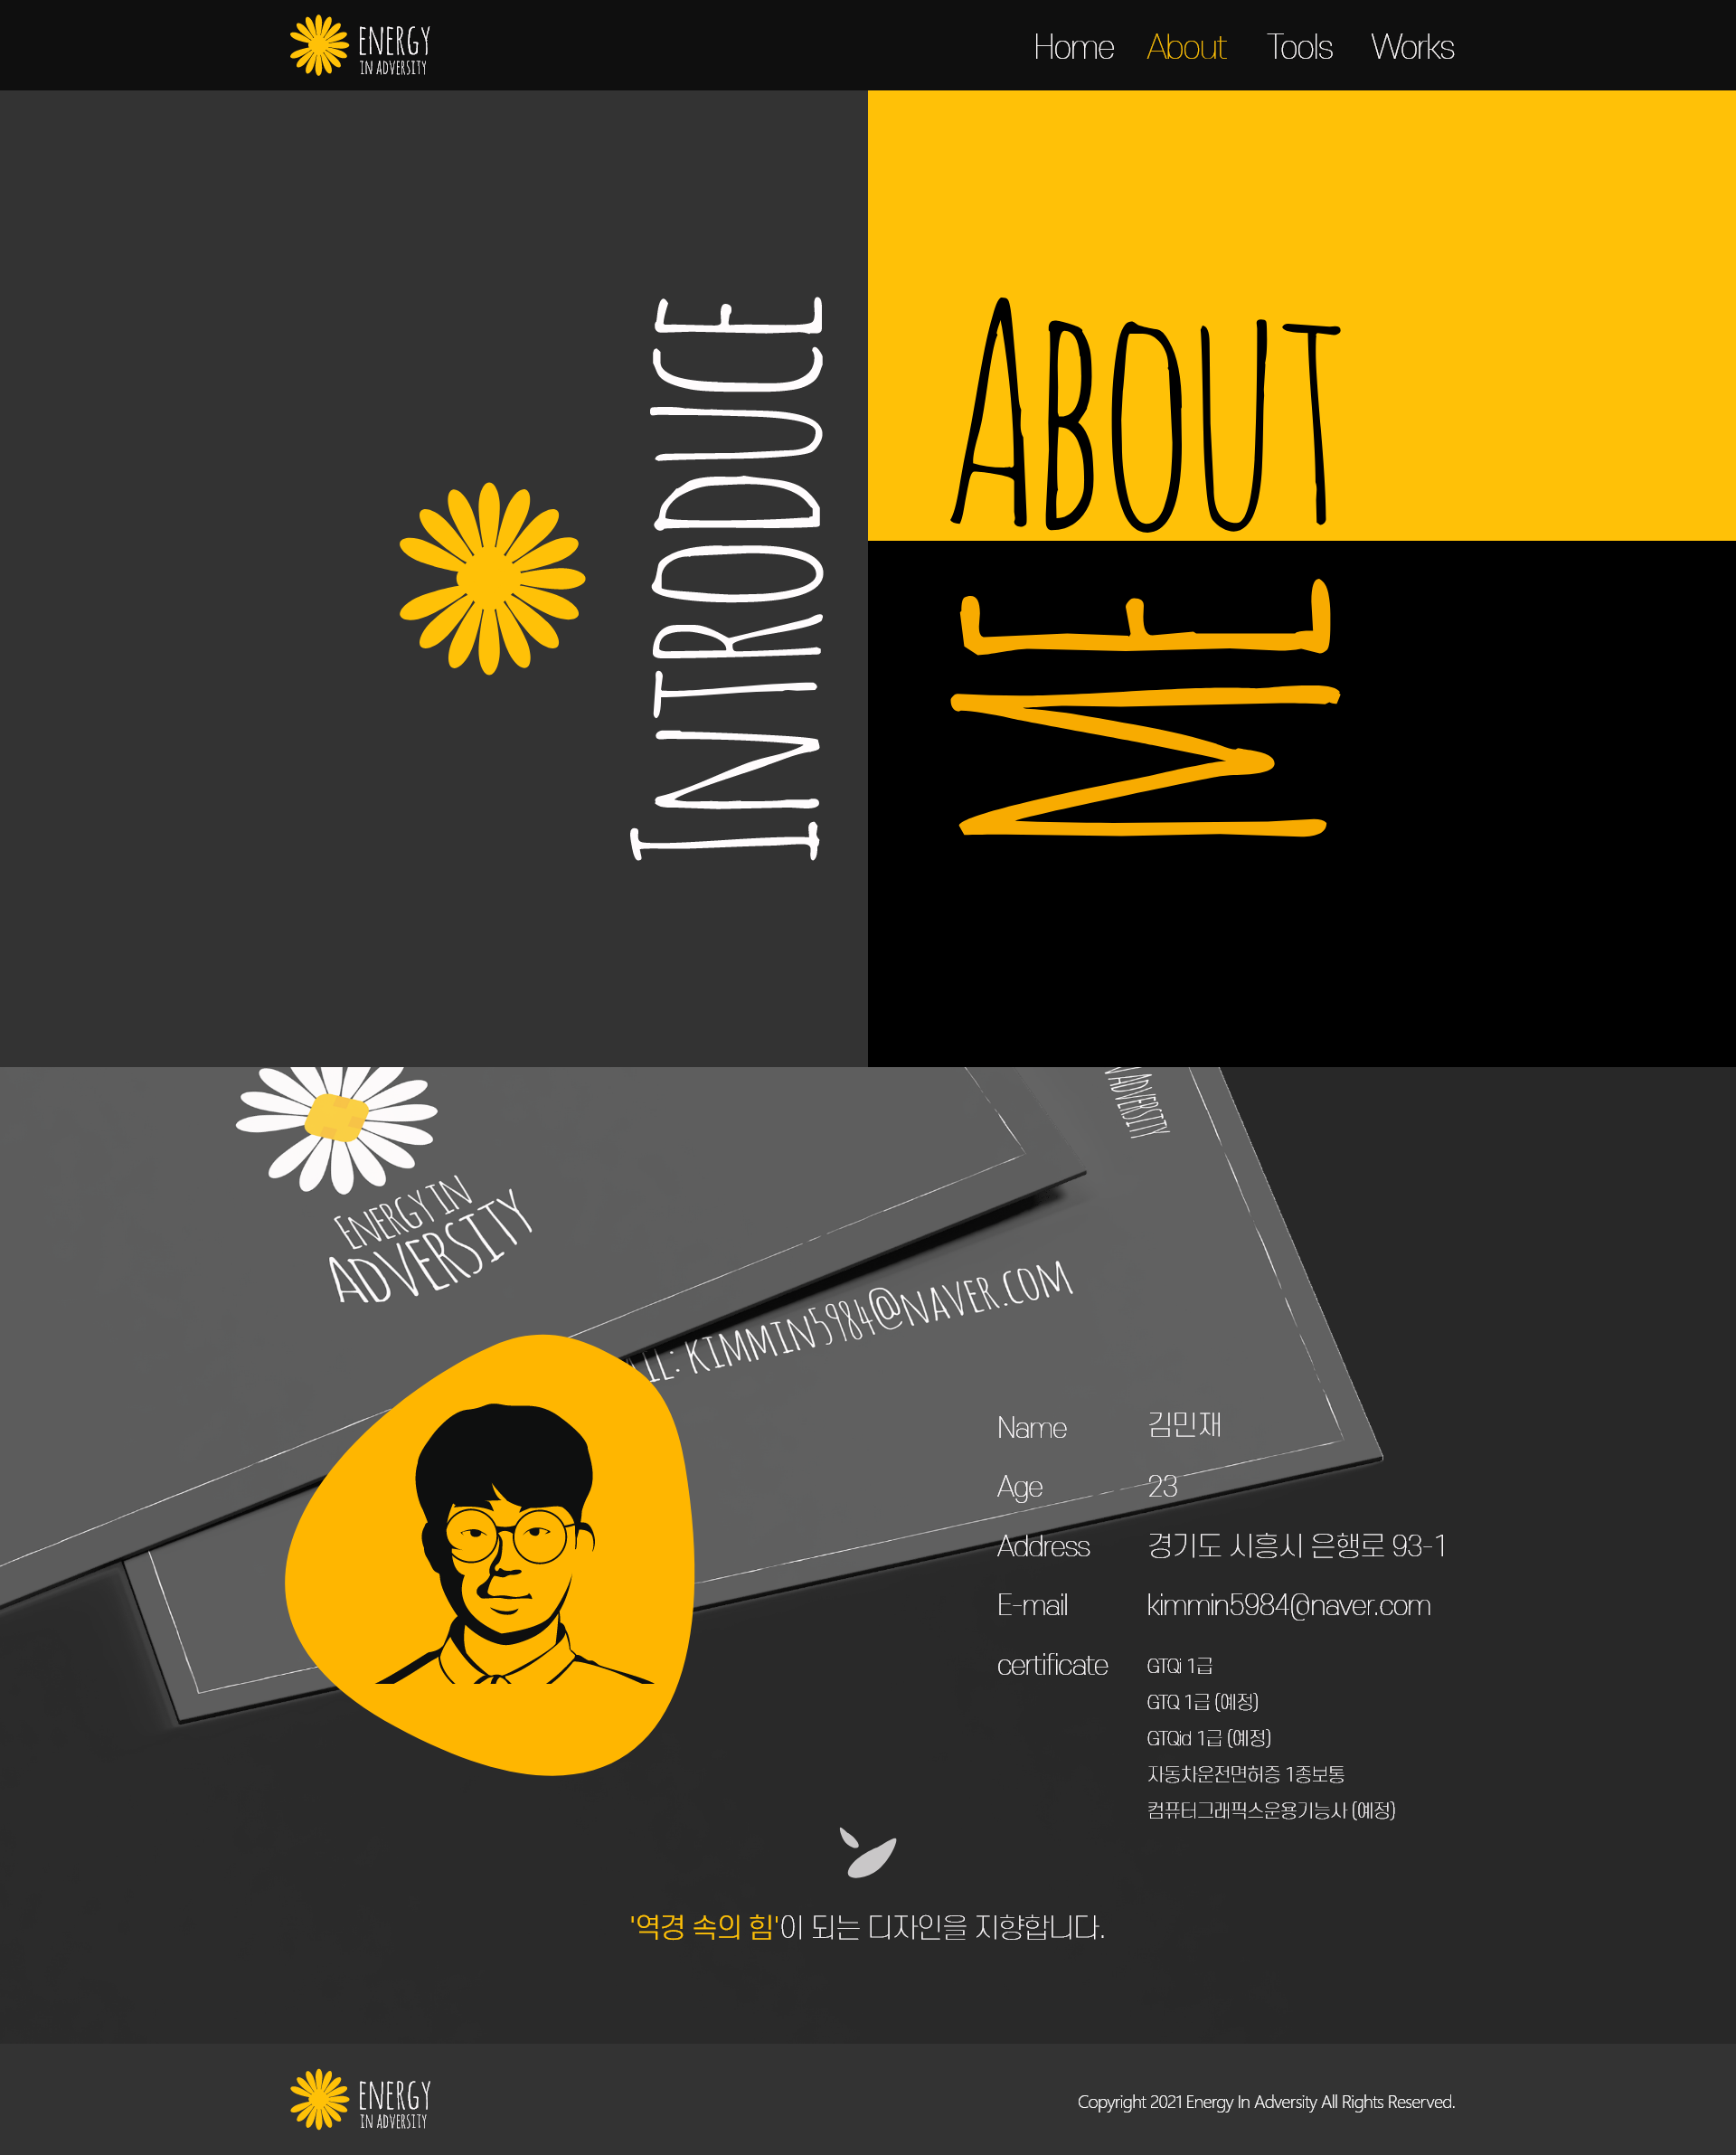 ENERGY
IN ADVERSITY
Home About Tools Works
INTRODUCE
ABOUT
ME
ADVERSITY
ENERGY IN
ADVERSITY
IL: KIMMIN5984@NAVER.COM
Name 김민재
Age 23
Address 경기도 시흥시 은행로 93-1
E-mail kimmin5984@naver.com
certificate GTQi 1급
GTQ 1급 (예정)
GTQid 1급 (예정)
자동차운전면허증 1종보통
컴퓨터그래픽스운용기능사 (예정)
'역경 속의 힘'이 되는 디자인을 지향합니다.
ENERGY
IN ADVERSITY
Copyright 2021 Energy In Adversity All Rights Reserved.